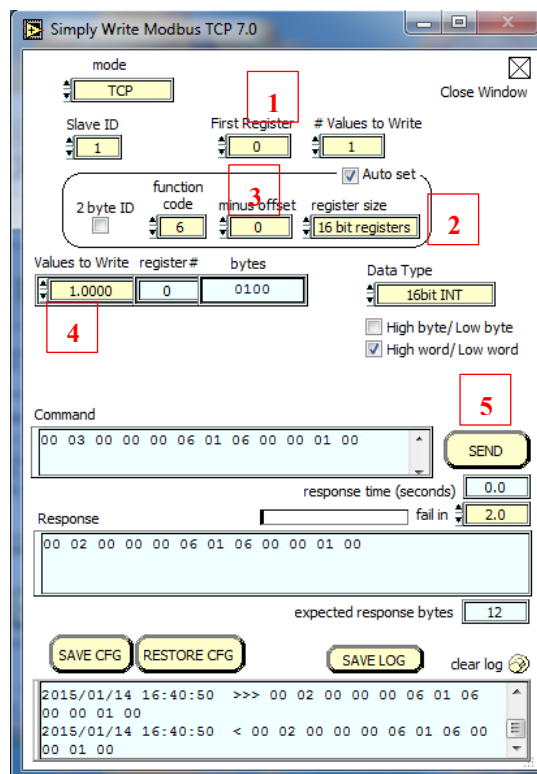 Simply Write Modbus TCP 7.0
mode
TCP
Close Window
1
Slave ID
First Register
# Values to Write
1
0
1
Auto set
3
2 byte ID
function code
minus offset
register size
6
0
16 bit registers
2
Values to Write
register#
bytes
1.0000
0
0100
Data Type
16bit INT
4
High byte/Low byte
High word/Low word
5
Command
00 03 00 00 00 06 01 06 00 00 01 00
SEND
response time (seconds)
0.0
Response
fail in
2.0
00 02 00 00 00 06 01 06 00 00 01 00
expected response bytes
12
SAVE CFG
RESTORE CFG
SAVE LOG
clear log
2015/01/14 16:40:50 >>> 00 02 00 00 00 06 01 06
00 00 01 00
2015/01/14 16:40:50 < 00 02 00 00 00 06 01 06 00
00 01 00